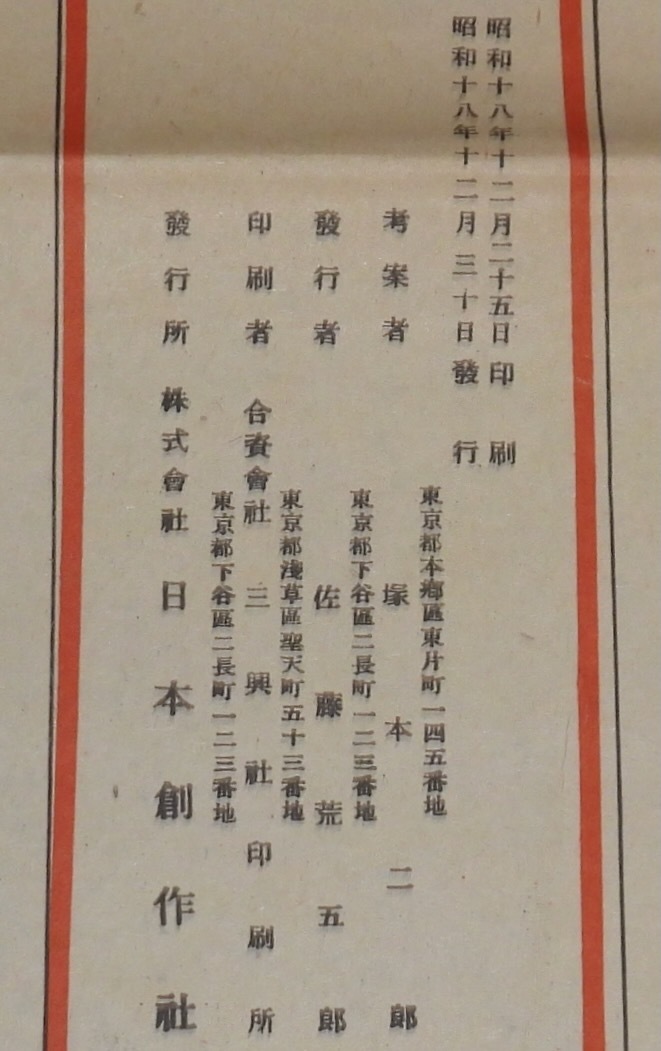 昭和十八年十二月二十五日印刷
昭和十八年十二月三十日發行
東京都本鄕區東片町一四五番地
考案者 塚本二郎
東京都下谷區二長町一二三番地
發行者 佐藤荒五郎
東京都淺草區聖天町五十三番地
印刷者 合資會社 三興社印刷所
東京都下谷區二長町一二三番地
發行所 株式會社 日本創作社